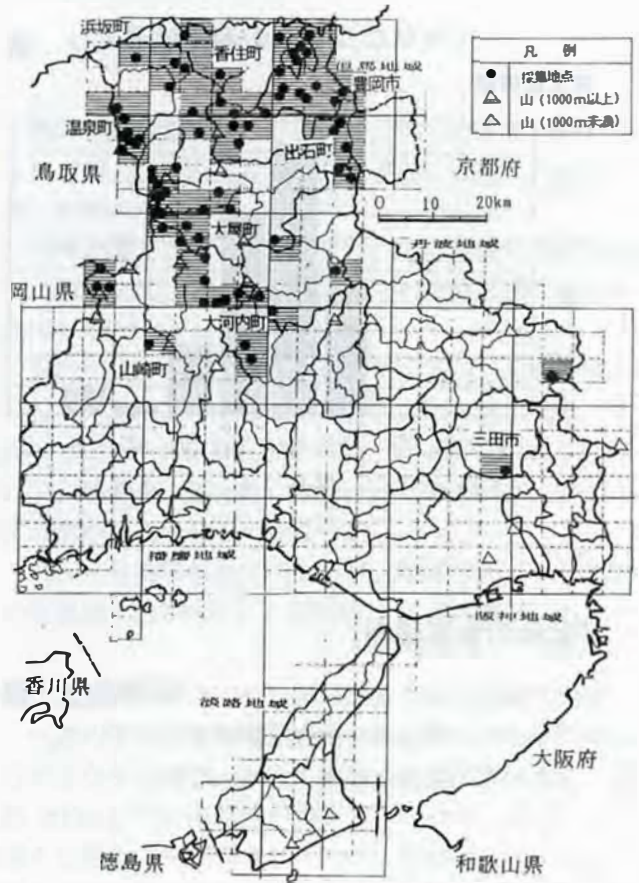 浜坂町
香住町
但馬地域
豊岡市
凡 例
採集地点
山 (1000m以上)
山 (1000m未満)
温泉町
出石町
鳥取県
京都府
0 10 20km
大屋町
丹波地域
岡山県
大河内町
山崎町
三田市
播磨地域
阪神地域
香川県
淡路地域
大阪府
徳島県
和歌山県